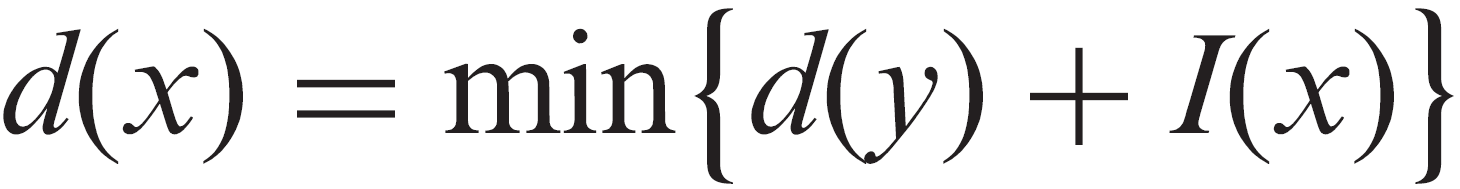 d(x) = min{d(y) + I(x)}